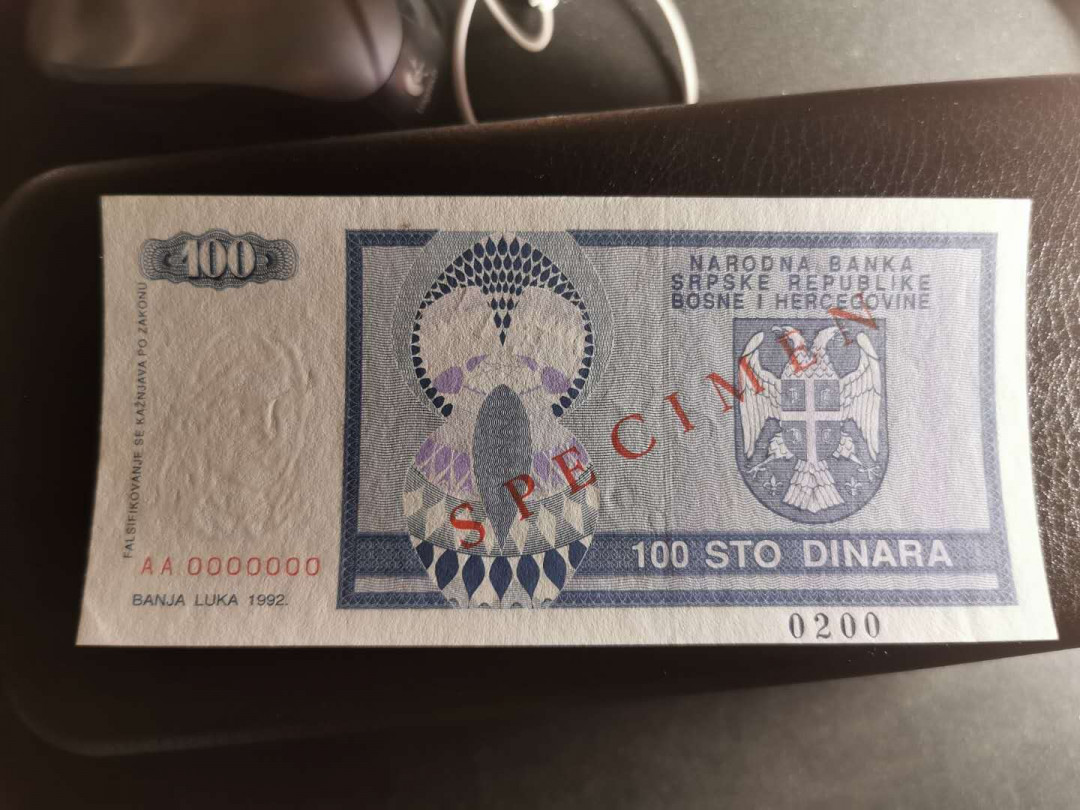 100
FALSIFIKOVANJE SE KAŽNJAVA PO ZAKONU
NARODNA BANKA
SRPSKE REPUBLIKE
BOSNE I HERCEGOVINE
SPECIMEN
100 STO DINARA
AA 0000000
BANJA LUKA 1992.
0200